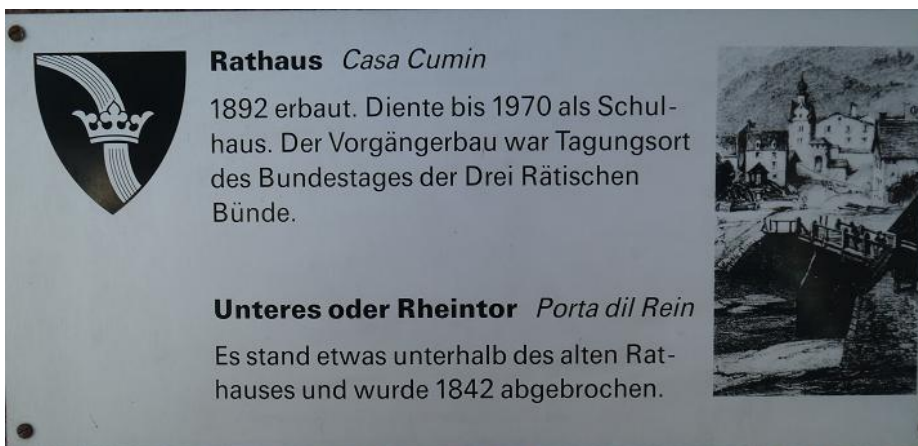 Rathaus Casa Cumin
1892 erbaut. Diente bis 1970 als Schul-
haus. Der Vorgängerbau war Tagungsort
des Bundestages der Drei Rätischen
Bünde.
Unteres oder Rheintor Porta dil Rein
Es stand etwas unterhalb des alten Rat-
hauses und wurde 1842 abgebrochen.